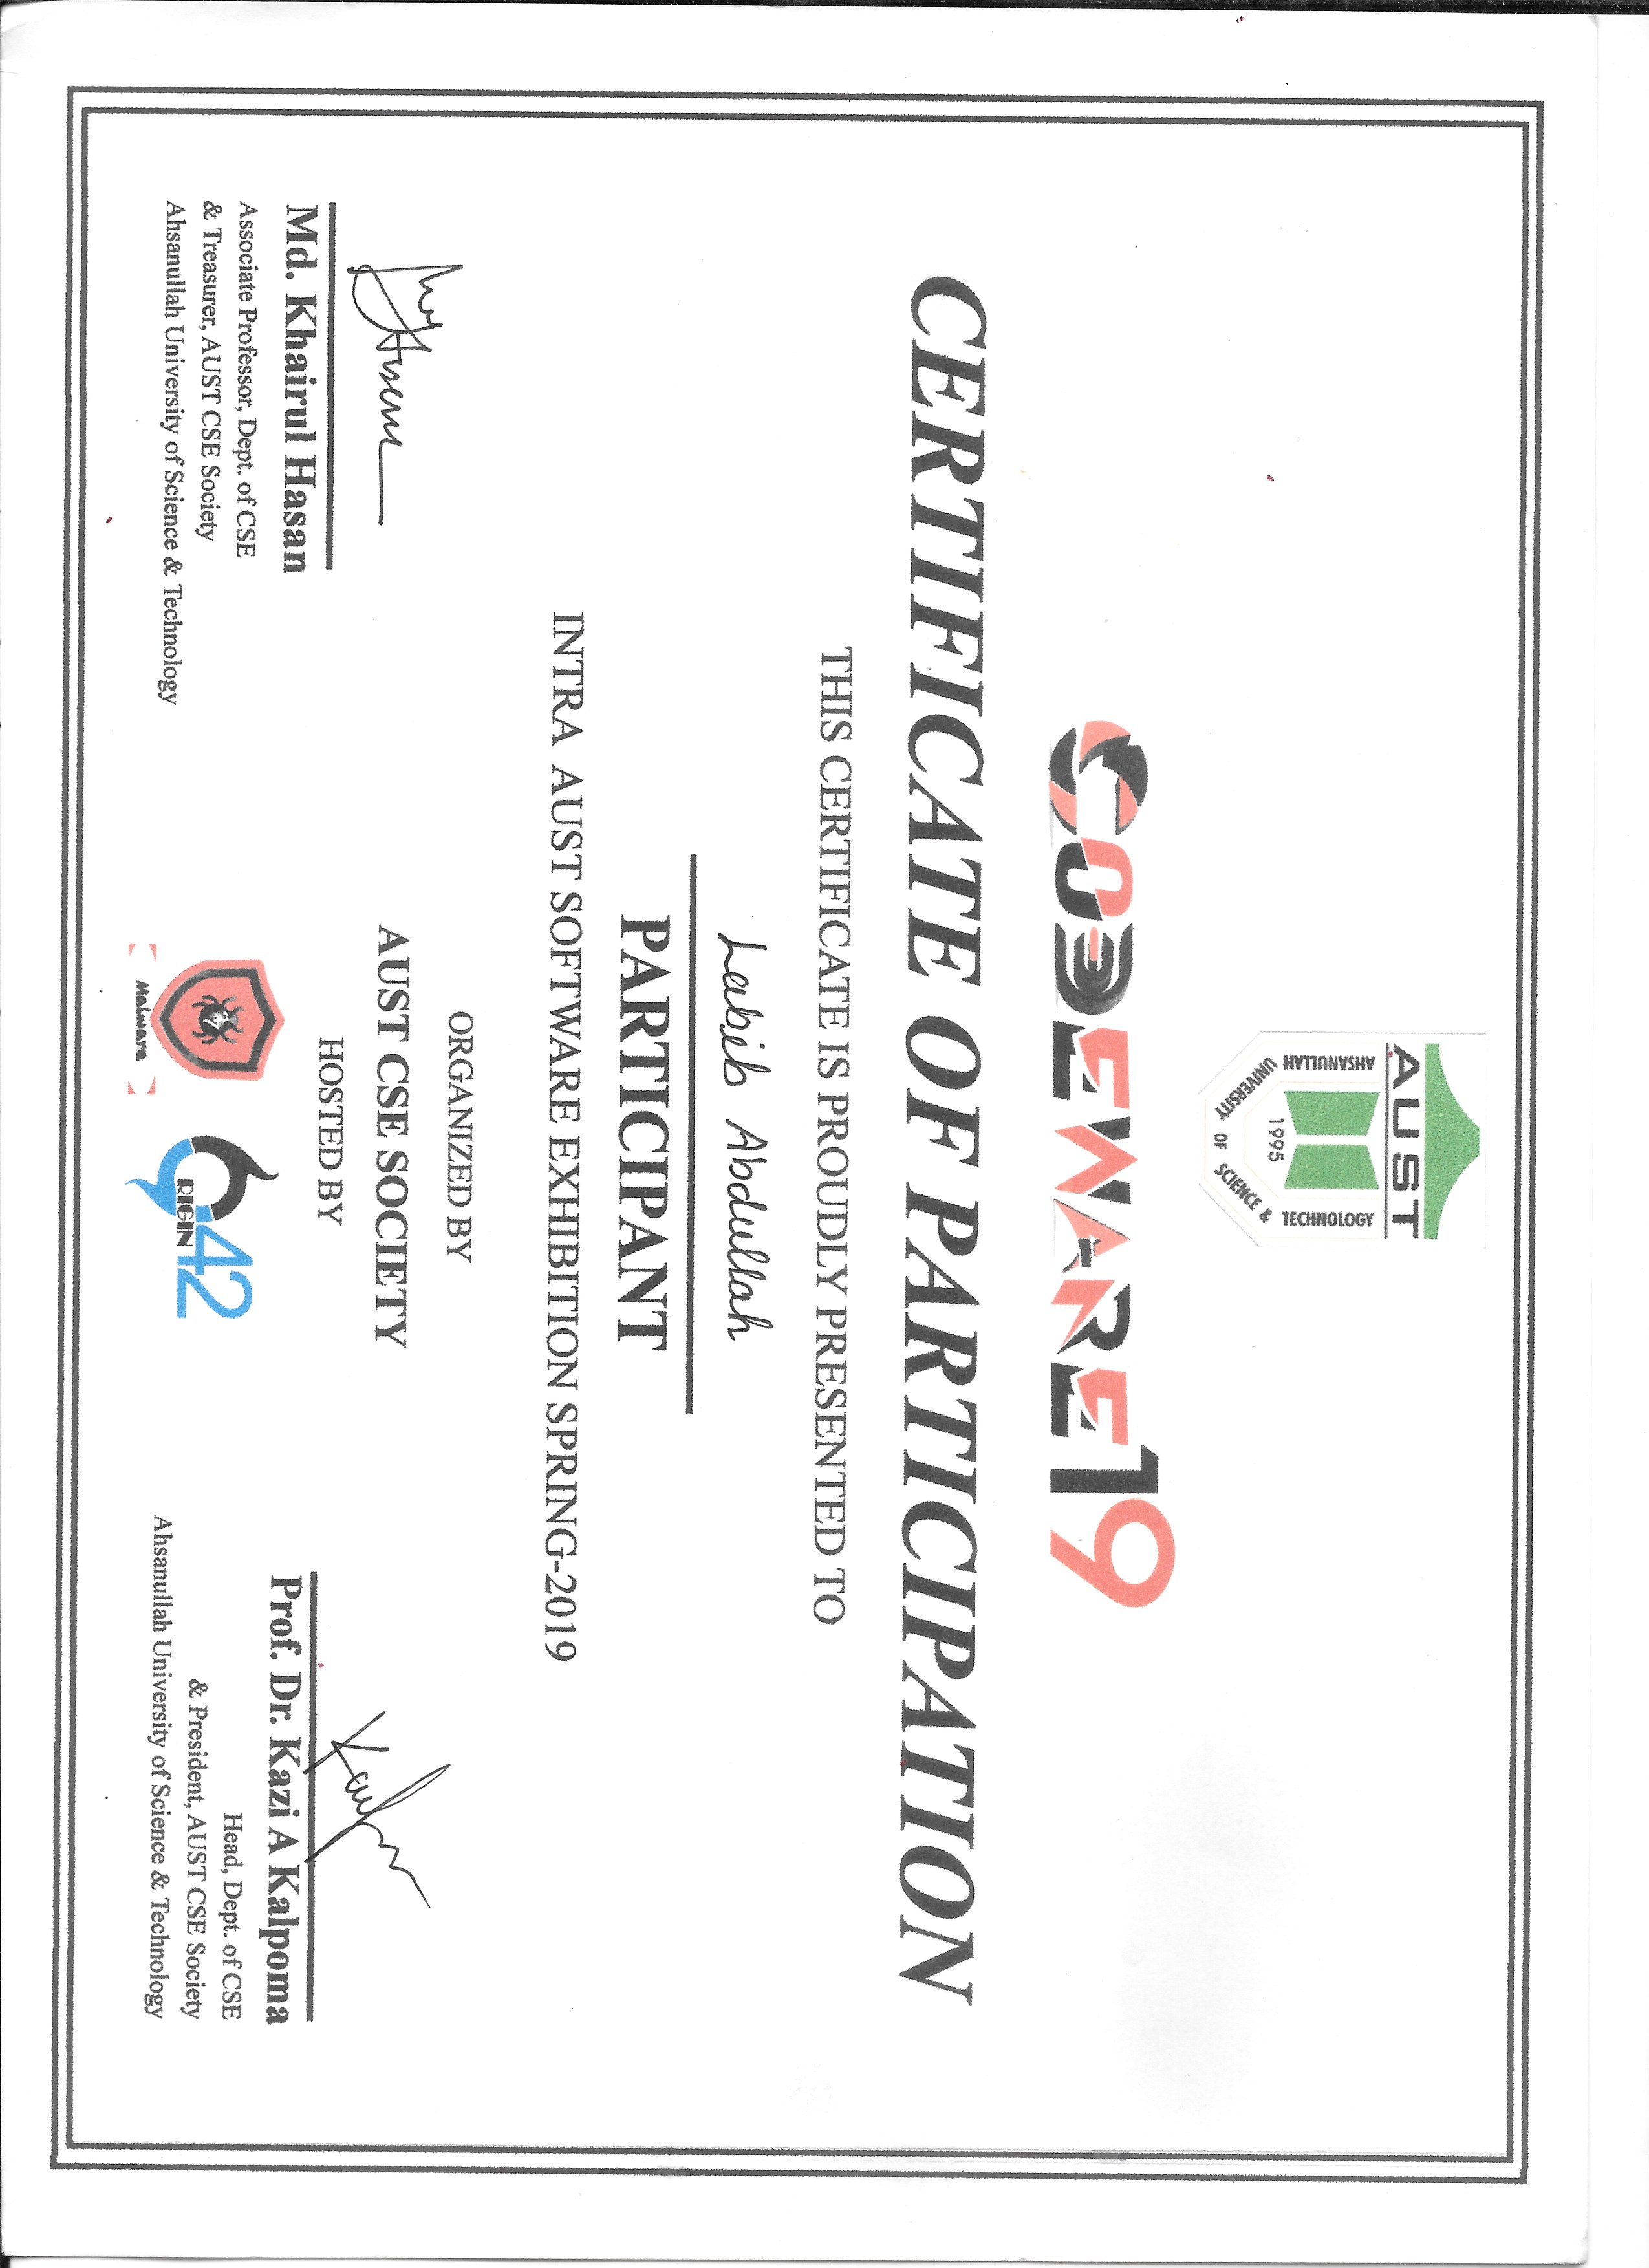 AUST
AHSANULLAH UNIVERSITY OF SCIENCE & TECHNOLOGY
1995
CODEWARE19
CERTIFICATE OF PARTICIPATION
THIS CERTIFICATE IS PROUDLY PRESENTED TO
Labib Abdullah
PARTICIPANT
INTRA AUST SOFTWARE EXHIBITION SPRING-2019
ORGANIZED BY
AUST CSE SOCIETY
HOSTED BY
Malware
RIGIN42
Md. Khairul Hasan
Associate Professor, Dept. of CSE
& Treasurer, AUST CSE Society
Ahsanullah University of Science & Technology
Prof. Dr. Kazi A Kalpoma
Head, Dept. of CSE
& President, AUST CSE Society
Ahsanullah University of Science & Technology